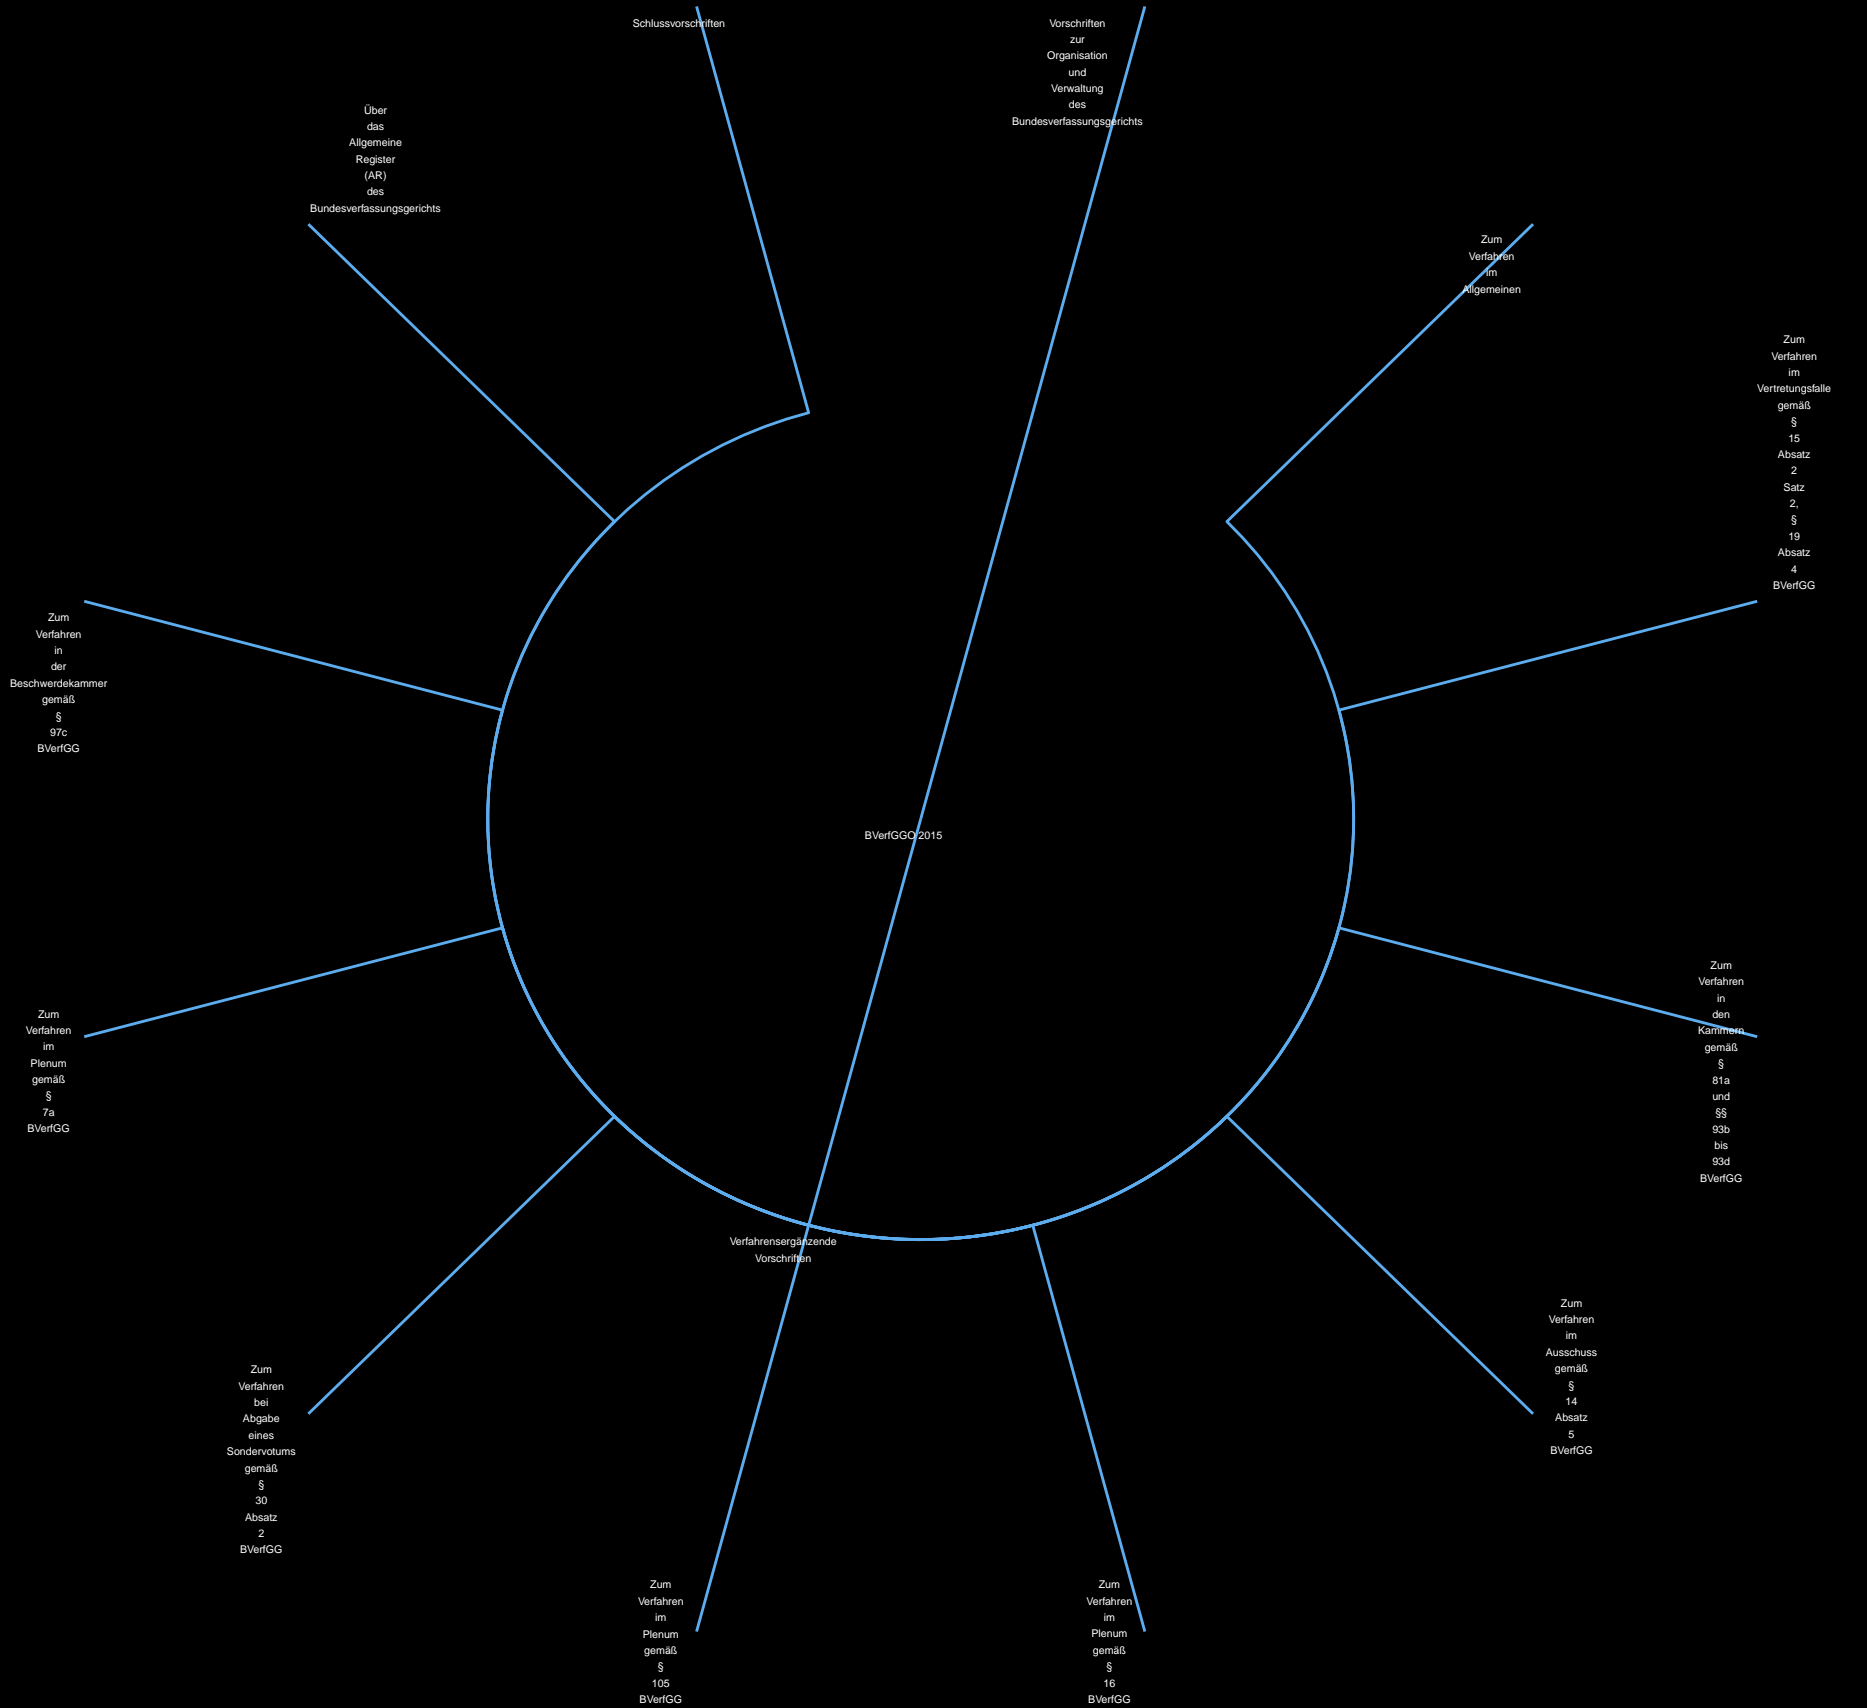 Schlussvorschriften
Vorschriften
zur
Organisation
und
Verwaltung
des
Bundesverfassungsgerichts
Über
das
Allgemeine
Register
(AR)
des
Bundesverfassungsgerichts
Zum
Verfahren
im
Allgemeinen
Zum
Verfahren
im
Vertretungsfalle
gemäß
§
15
Absatz
2
Satz
2,
§
19
Absatz
4
BVerfGG
Zum
Verfahren
in
der
Beschwerdekammer
gemäß
§
97c
BVerfGG
BVerfGGO 2015
Zum
Verfahren
in
den
Kammern
gemäß
§
81a
und
§§
93b
bis
93d
BVerfGG
Zum
Verfahren
im
Plenum
gemäß
§
7a
BVerfGG
Verfahrensergänzende
Vorschriften
Zum
Verfahren
im
Ausschuss
gemäß
§
14
Absatz
5
BVerfGG
Zum
Verfahren
bei
Abgabe
eines
Sondervotums
gemäß
§
30
Absatz
2
BVerfGG
Zum
Verfahren
im
Plenum
gemäß
§
105
BVerfGG
Zum
Verfahren
im
Plenum
gemäß
§
16
BVerfGG